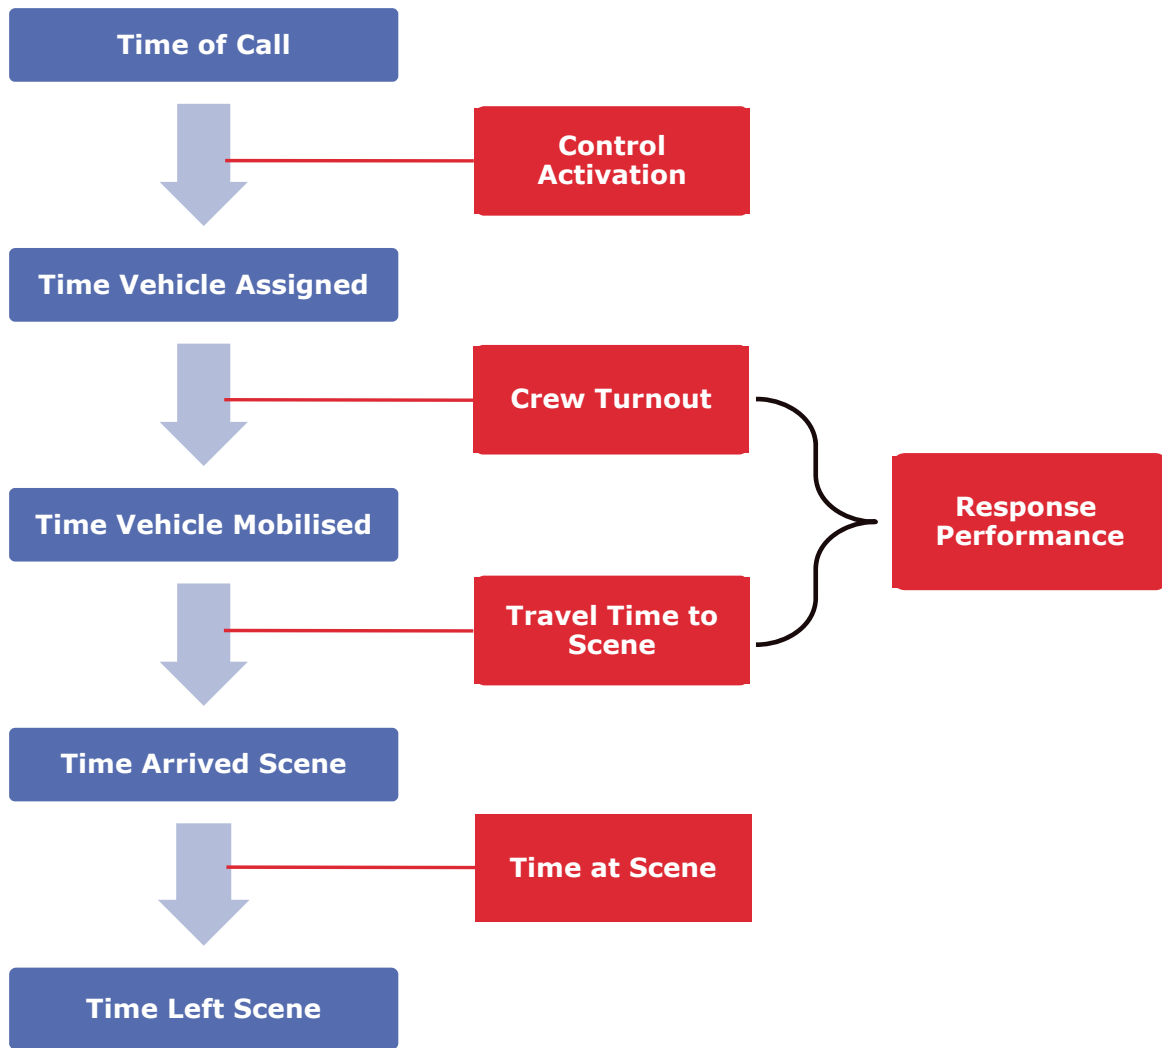 Time of Call
Control
Activation
Time Vehicle Assigned
Crew Turnout
Time Vehicle Mobilised
Response
Performance
Travel Time to
Scene
Time Arrived Scene
Time at Scene
Time Left Scene